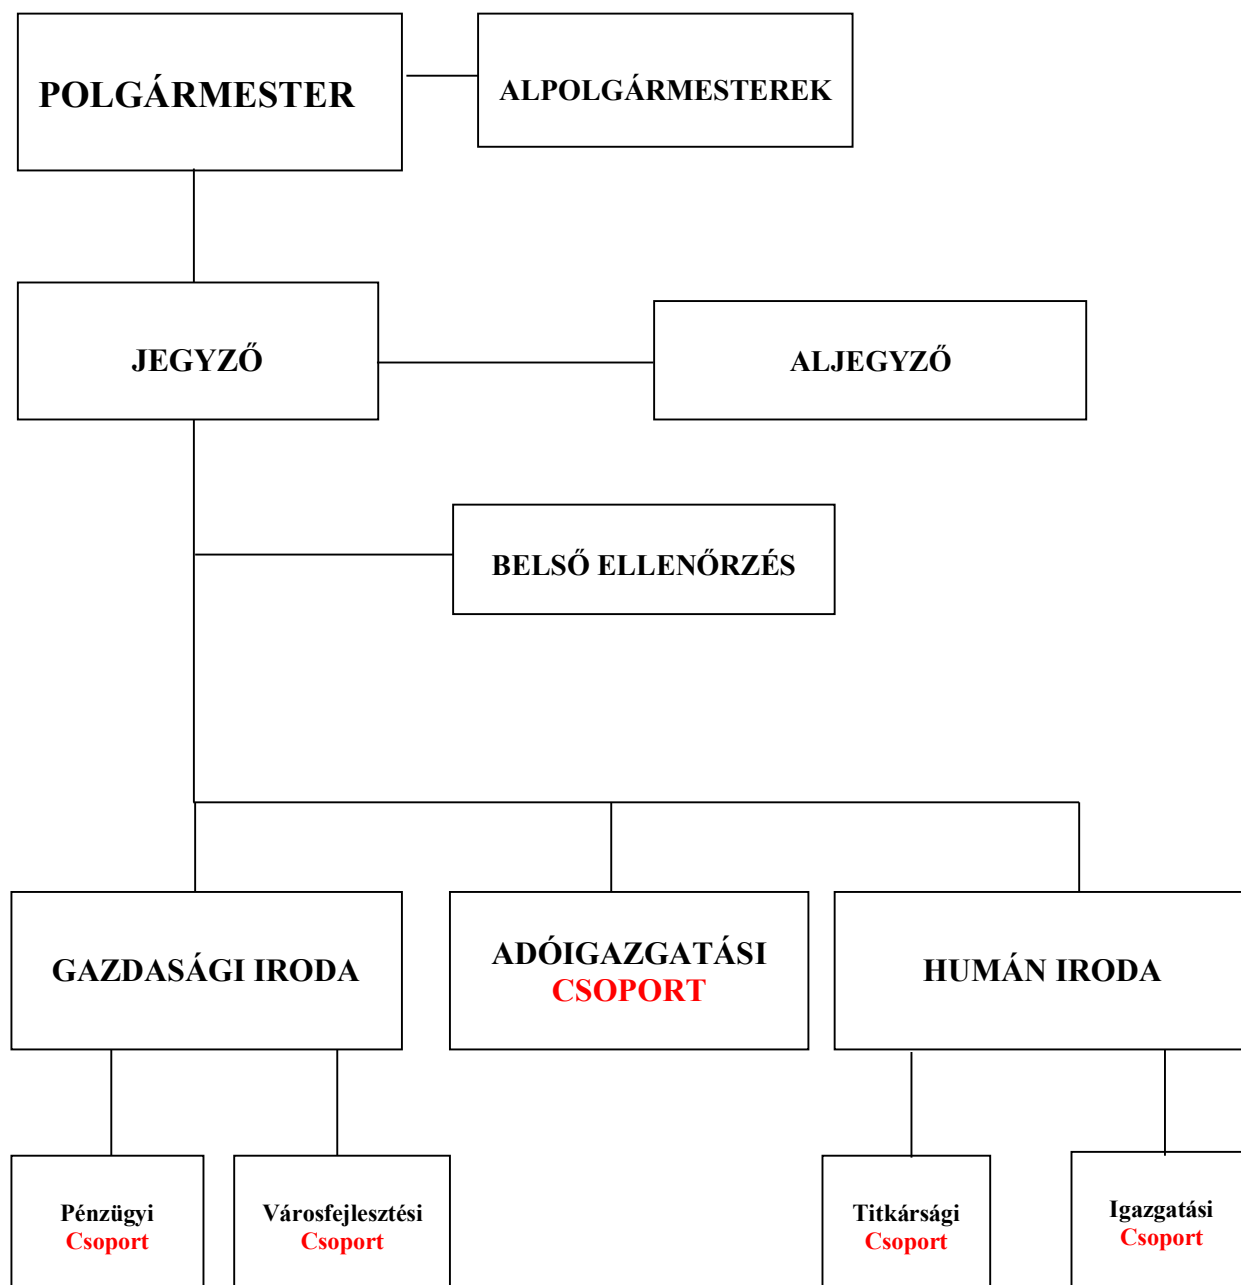 POLGÁRMESTER
ALPOLGÁRMESTEREK
JEGYZŐ
ALJEGYZŐ
BELSŐ ELLENŐRZÉS
GAZDASÁGI IRODA
ADÓIGAZGATÁSI
CSOPORT
HUMÁN IRODA
Pénzügyi
Csoport
Városfejlesztési
Csoport
Titkársági
Csoport
Igazgatási
Csoport